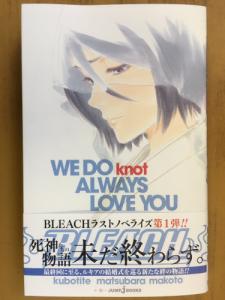 WE DO knot
ALWAYS
LOVE YOU
BLEACHラストノベライズ第1弾!!
BLEACH
死神たちの物語未だ終わらず。
最終回に至る、ルキアの結婚式を巡る新たな絆の物語!!
kubotite matsubara makoto
JUMP J BOOKS